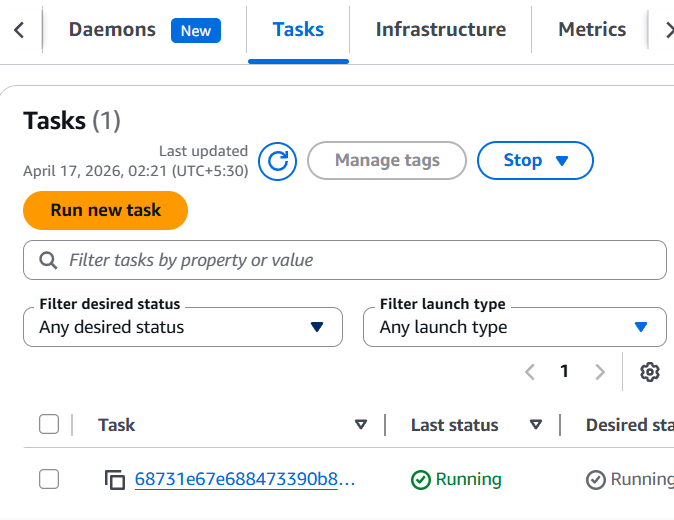 Daemons New Tasks Infrastructure Metrics
Tasks (1)
Last updated
April 17, 2026, 02:21 (UTC+5:30)
Manage tags
Stop
Run new task
Filter tasks by property or value
Filter desired status
Any desired status
Filter launch type
Any launch type
1
Task Last status Desired sta
68731e67e688473390b8... Running Running